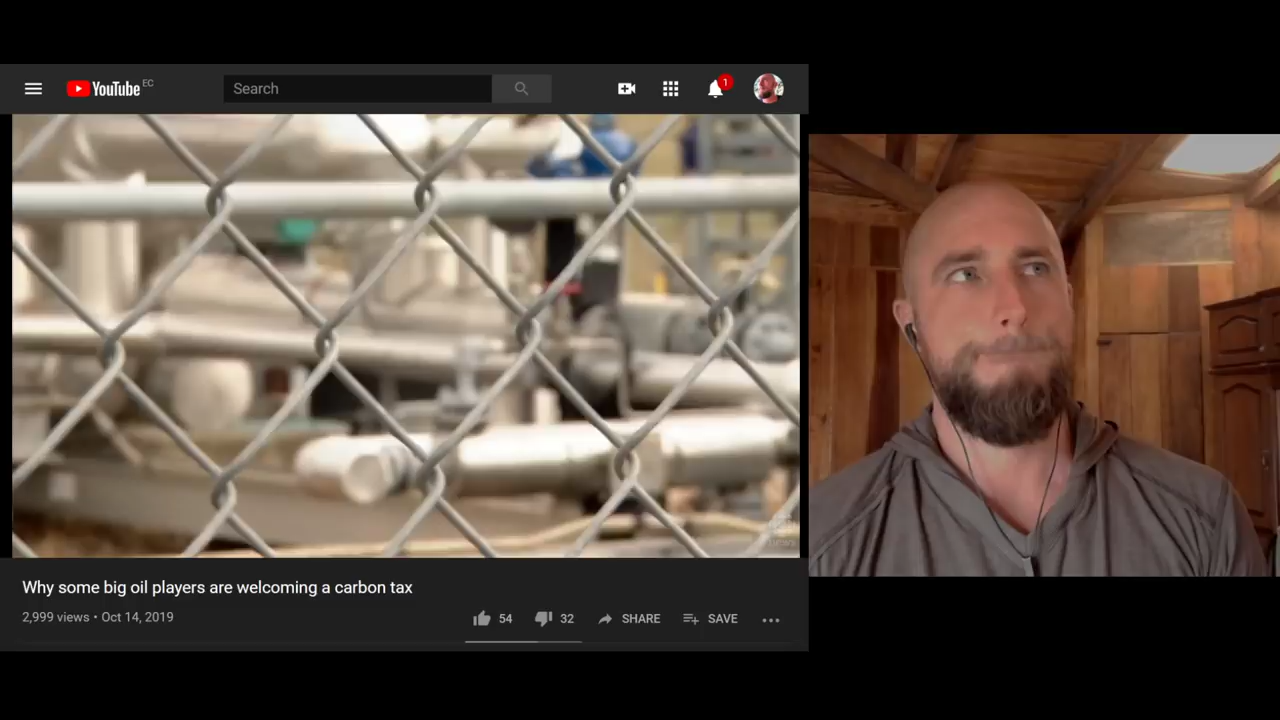 YouTube EC
Search
1
Why some big oil players are welcoming a carbon tax
2,999 views • Oct 14, 2019
54 32 SHARE SAVE